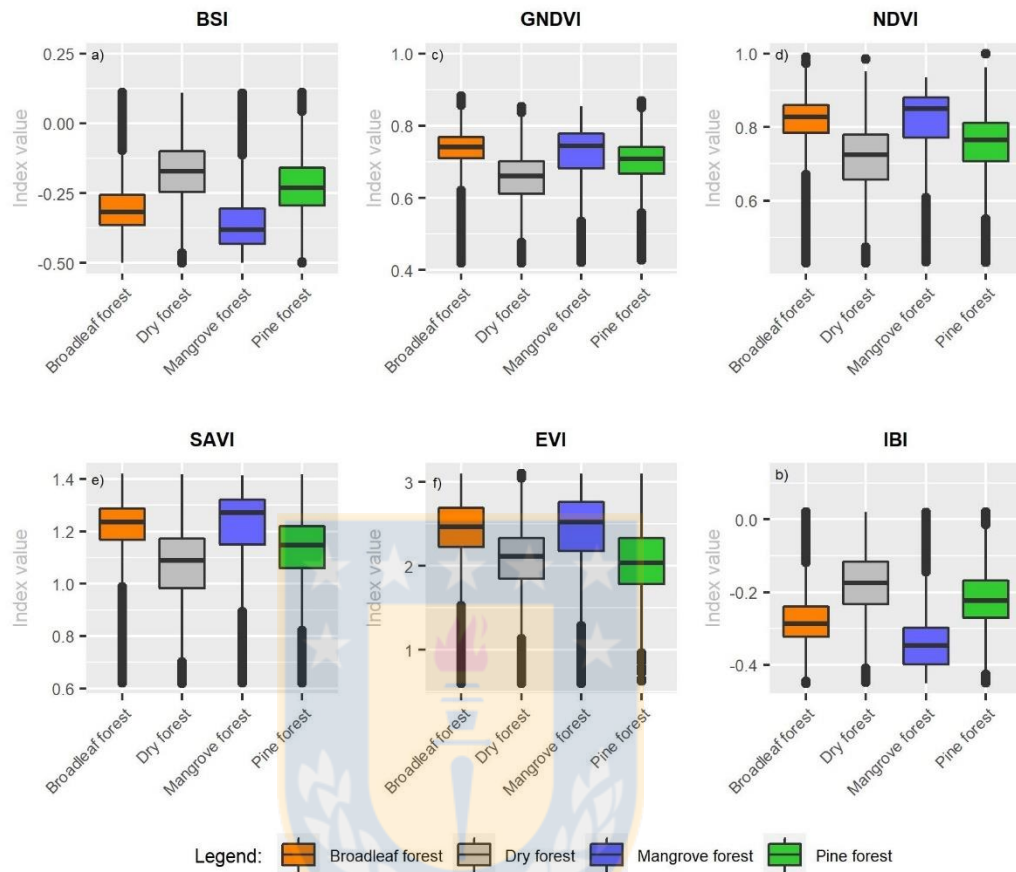 BSI
GNDVI
NDVI
a)
c)
d)
0.25
0.00
-0.25
-0.50
Index value
Broadleaf forest
Dry forest
Mangrove forest
Pine forest
1.0
0.8
0.6
0.4
Index value
Broadleaf forest
Dry forest
Mangrove forest
Pine forest
1.0
0.8
0.6
Index value
Broadleaf forest
Dry forest
Mangrove forest
Pine forest
SAVI
EVI
IBI
e)
f)
b)
1.4
1.2
1.0
0.8
0.6
Index value
Broadleaf forest
Dry forest
Mangrove forest
Pine forest
3
2
1
Index value
Broadleaf forest
Dry forest
Mangrove forest
Pine forest
0.0
-0.2
-0.4
Index value
Broadleaf forest
Dry forest
Mangrove forest
Pine forest
Legend: Broadleaf forest Dry forest Mangrove forest Pine forest